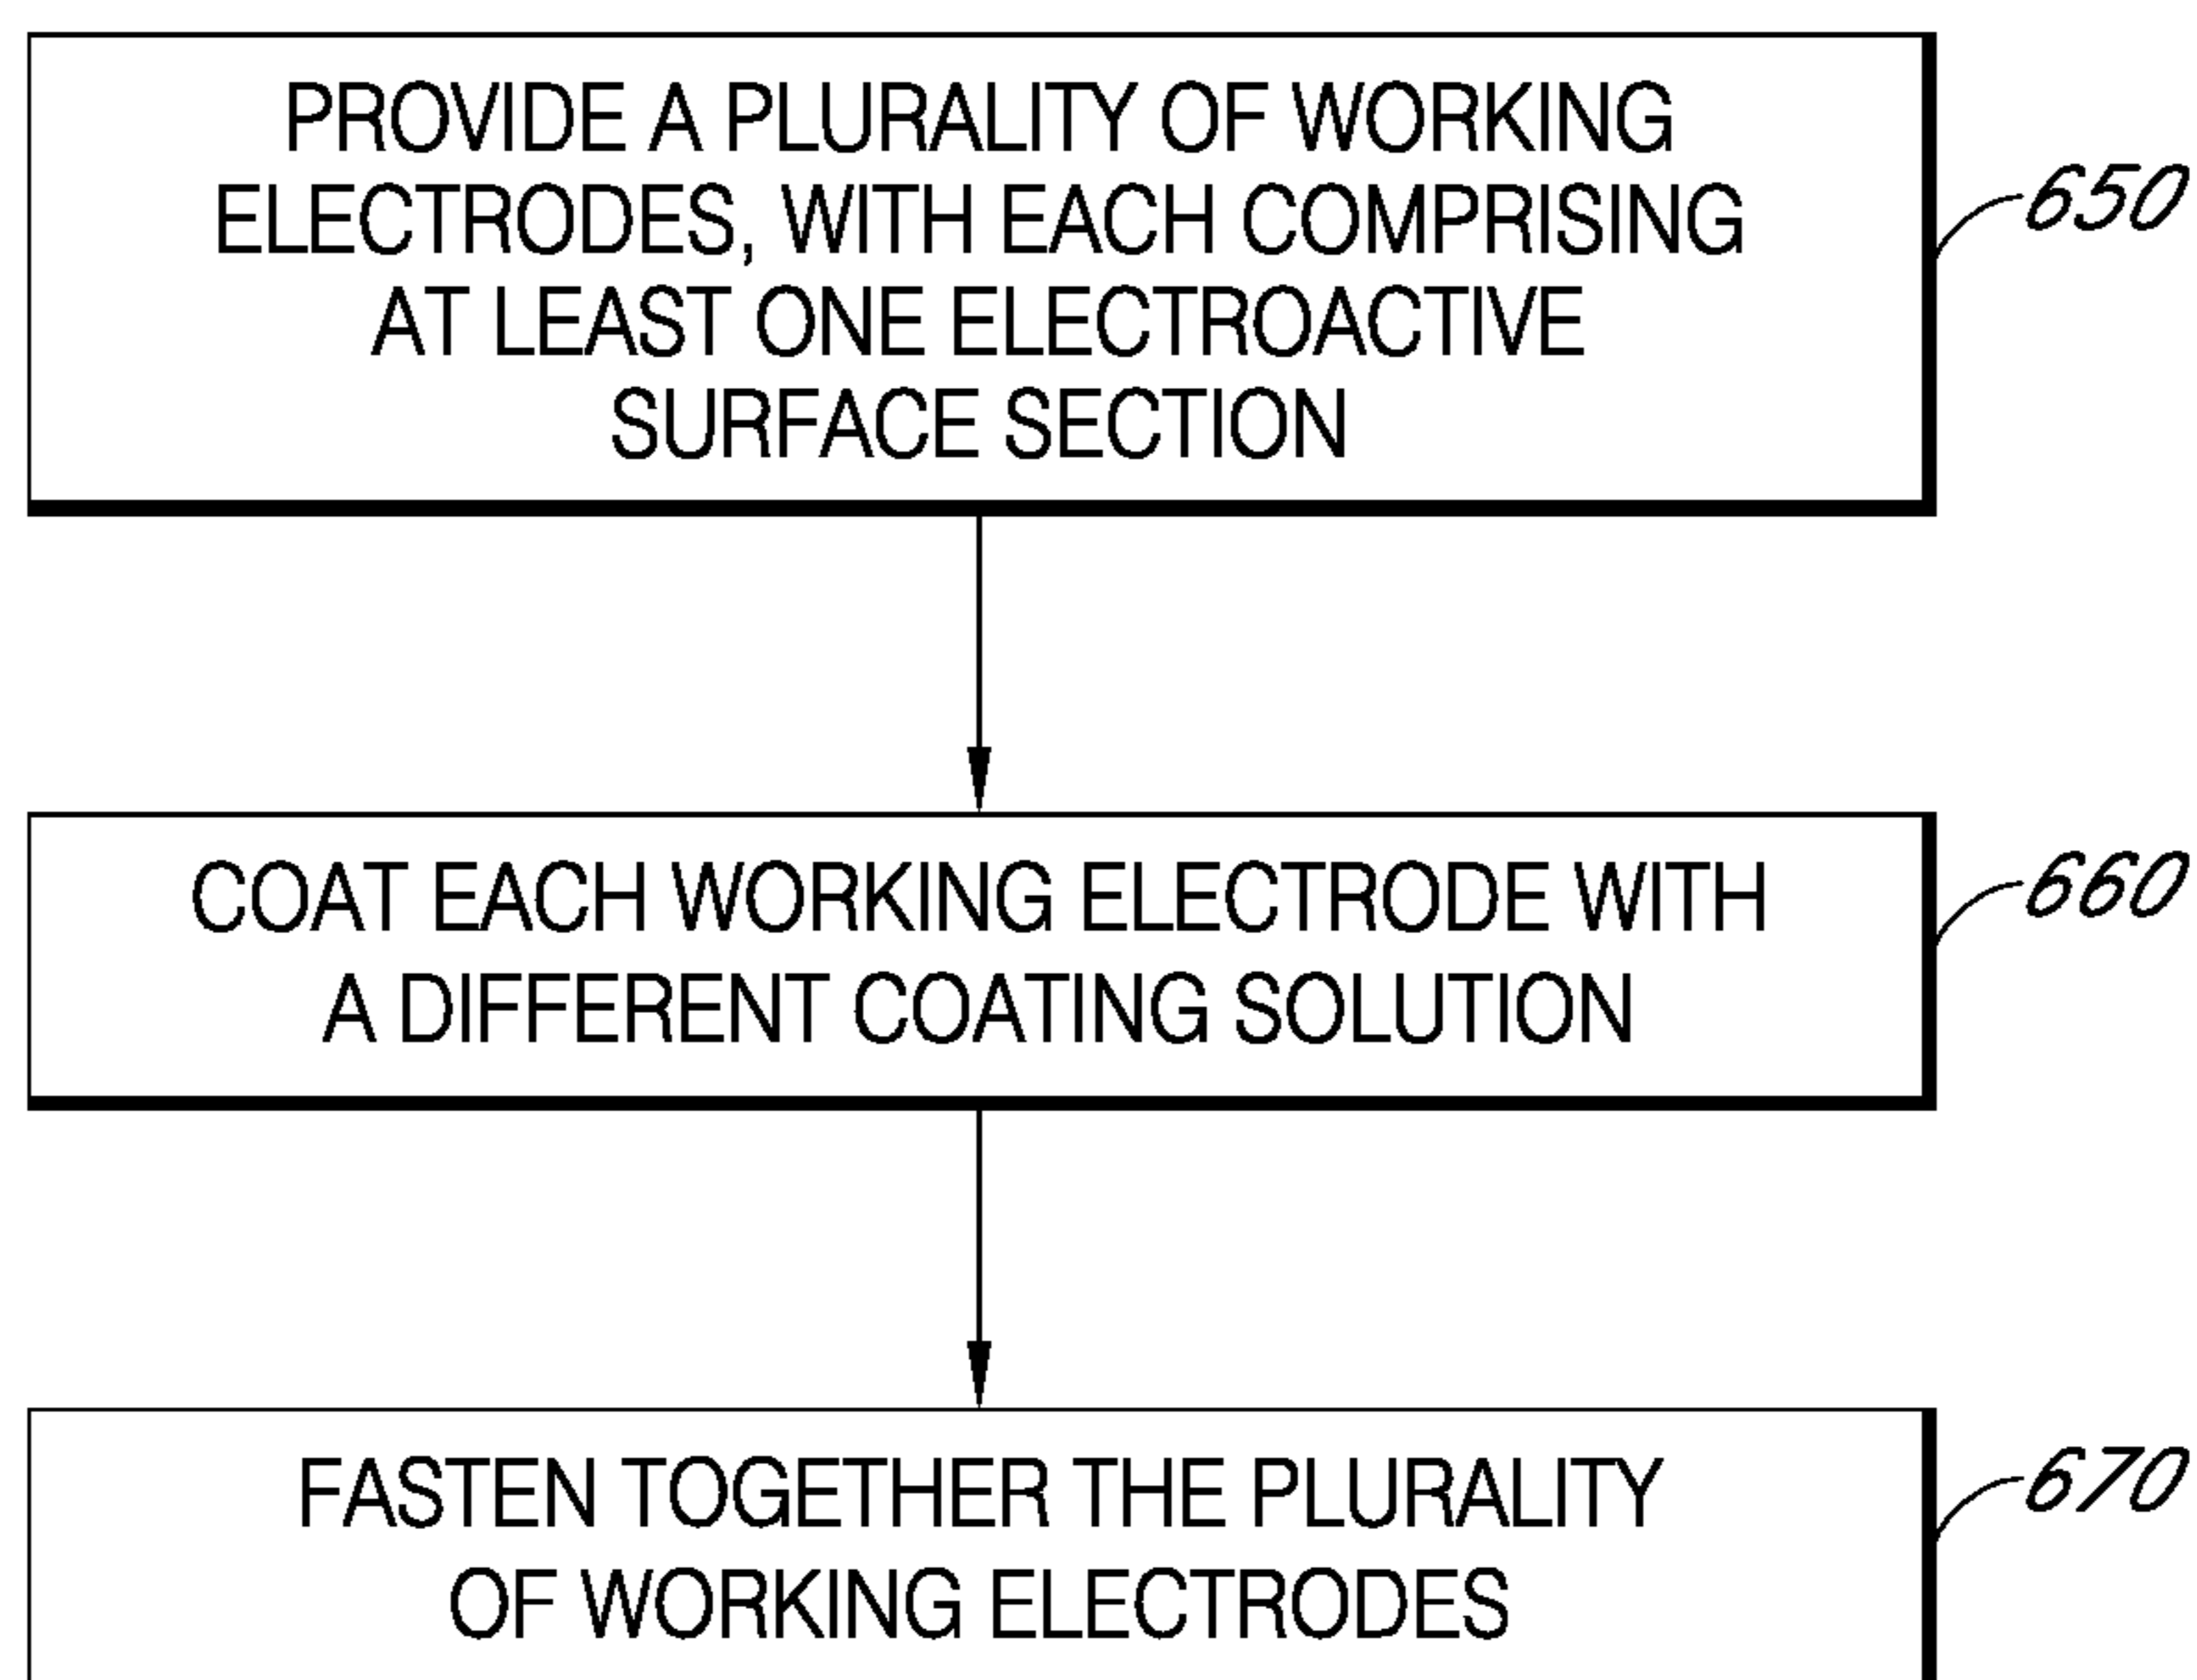 PROVIDE A PLURALITY OF WORKING
ELECTRODES, WITH EACH COMPRISING
AT LEAST ONE ELECTROACTIVE
SURFACE SECTION
650
COAT EACH WORKING ELECTRODE WITH
A DIFFERENT COATING SOLUTION
660
FASTEN TOGETHER THE PLURALITY
OF WORKING ELECTRODES
670